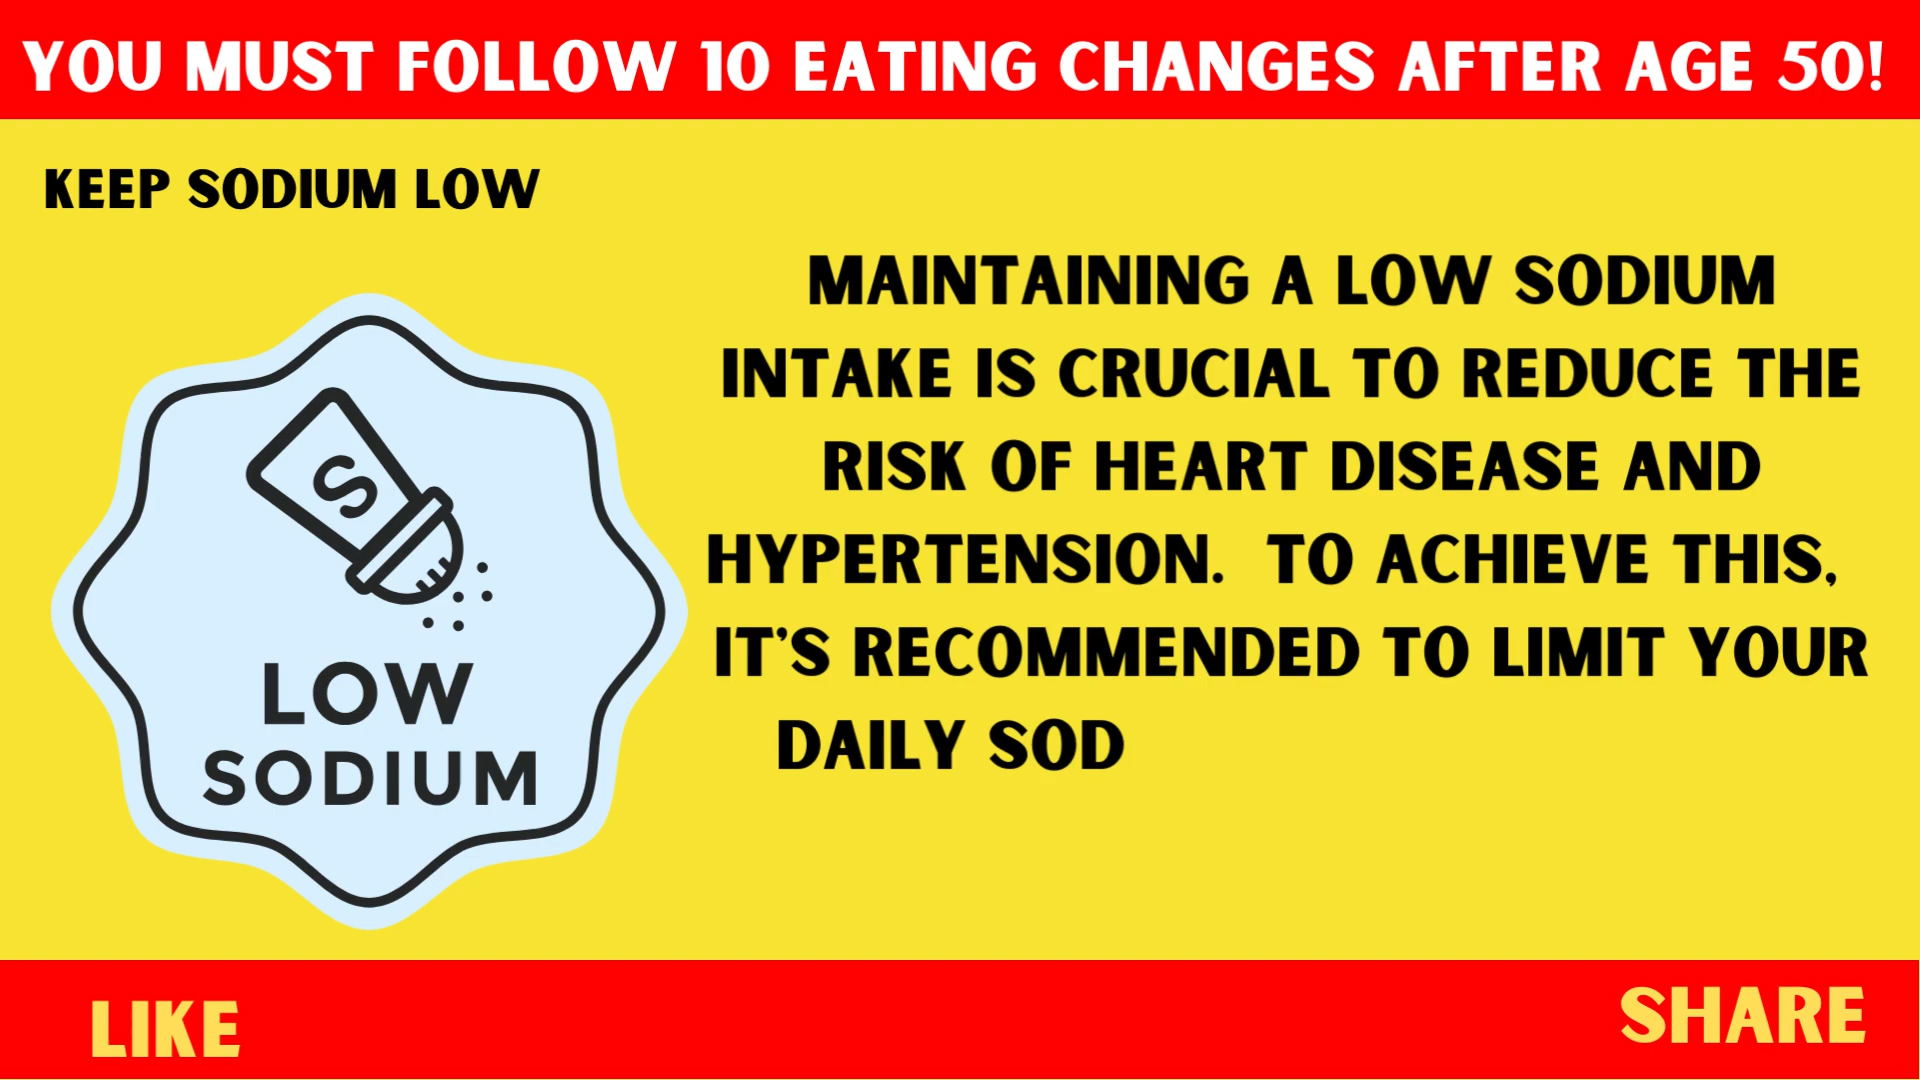 YOU MUST FOLLOW 10 EATING CHANGES AFTER AGE 50!
KEEP SODIUM LOW
MAINTAINING A LOW SODIUM
INTAKE IS CRUCIAL TO REDUCE THE
RISK OF HEART DISEASE AND
HYPERTENSION. TO ACHIEVE THIS,
IT'S RECOMMENDED TO LIMIT YOUR
DAILY SOD
S
LOW
SODIUM
LIKE
SHARE